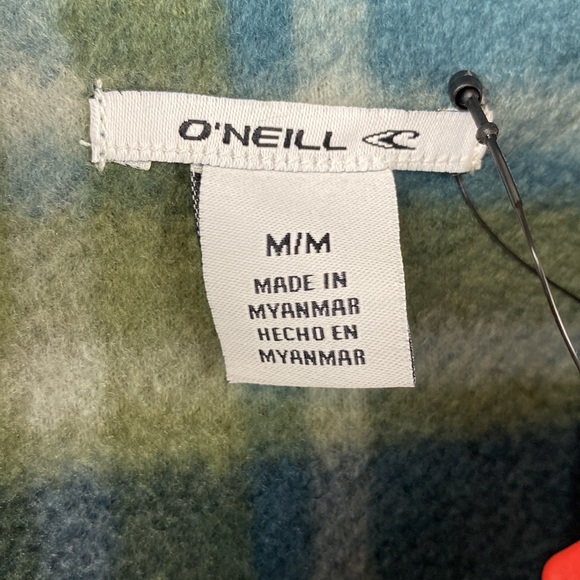 O'NEILL
M/M
MADE IN
MYANMAR
HECHO EN
MYANMAR